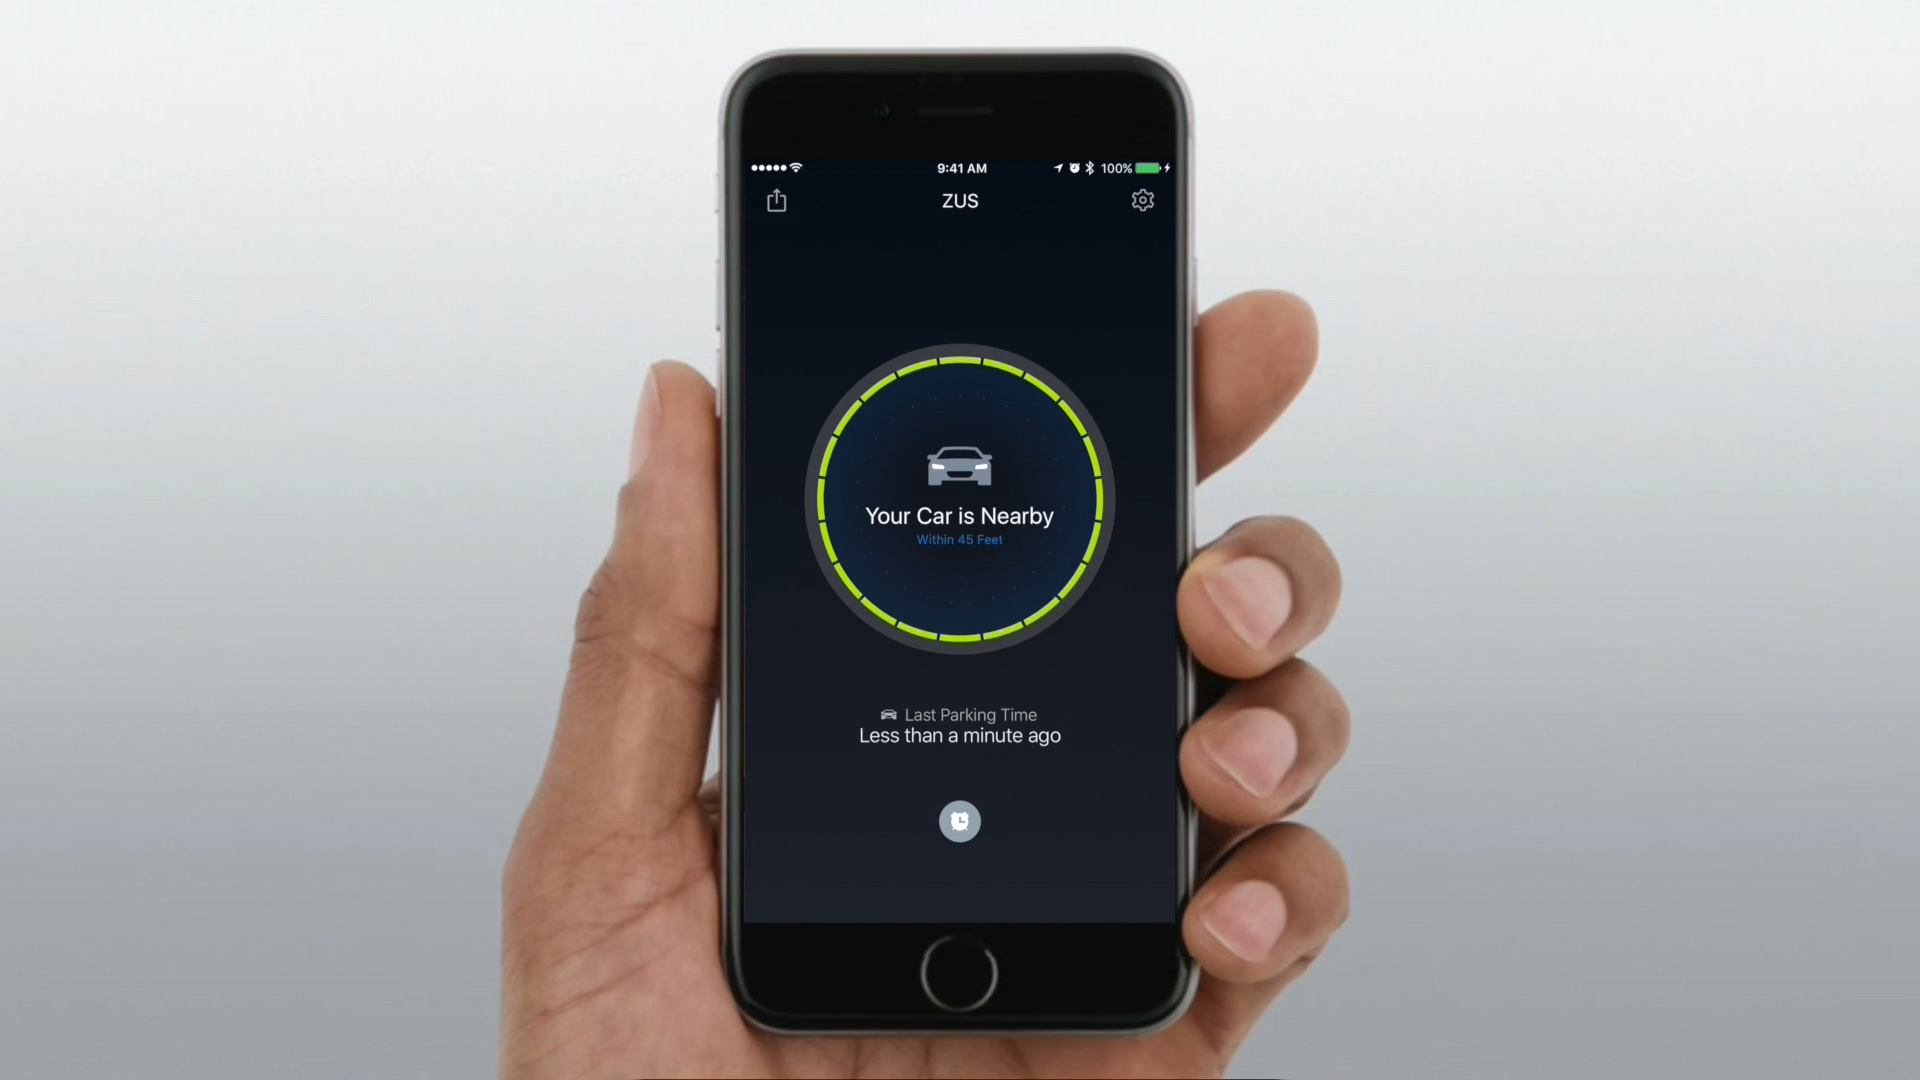 9:41 AM
100%
ZUS
Your Car is Nearby
Within 45 Feet
Last Parking Time
Less than a minute ago